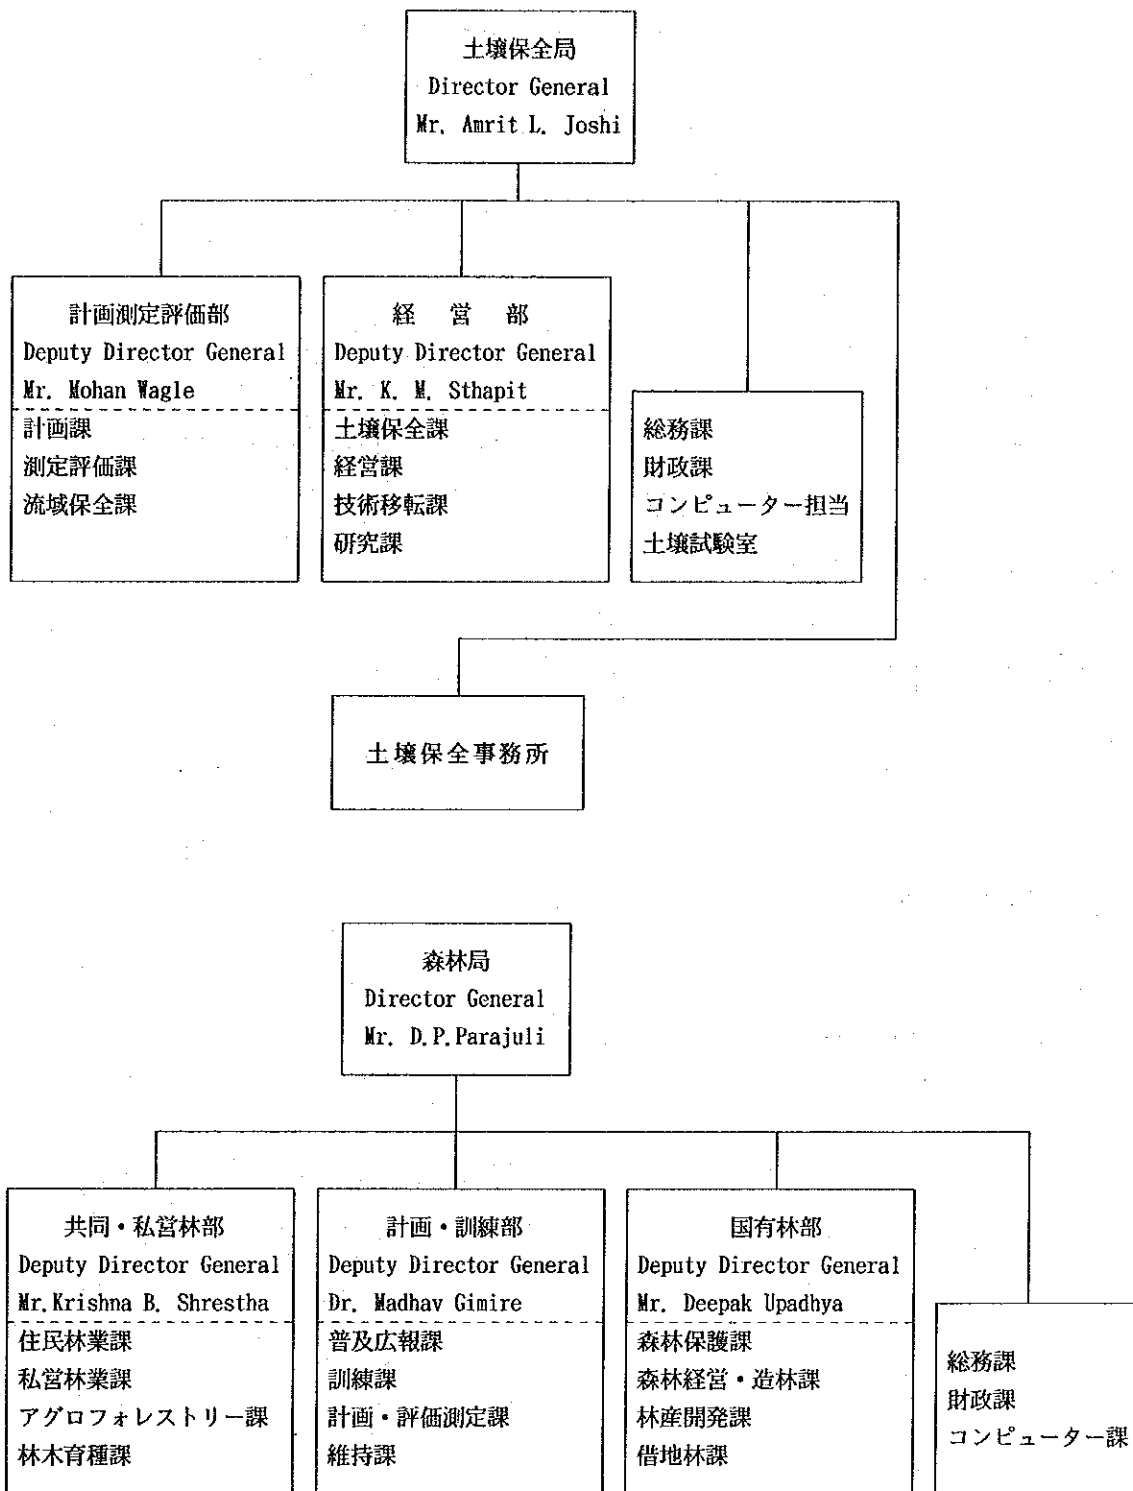 土壌保全局
Director General
Mr. Amrit L. Joshi
計画測定評価部
Deputy Director General
Mr. Mohan Wagle
計画課
測定評価課
流域保全課
経 営 部
Deputy Director General
Mr. K. M. Sthapit
土壌保全課
経営課
技術移転課
研究課
総務課
財政課
コンピューター担当
土壌試験室
土壌保全事務所
森林局
Director General
Mr. D.P.Parajuli
共同・私営林部
Deputy Director General
Mr.Krishna B. Shrestha
住民林業課
私営林業課
アグロフォレストリー課
林木育種課
計画・訓練部
Deputy Director General
Dr. Madhav Gimire
普及広報課
訓練課
計画・評価測定課
維持課
国有林部
Deputy Director General
Mr. Deepak Upadhya
森林保護課
森林経営・造林課
林産開発課
借地林課
総務課
財政課
コンピューター課